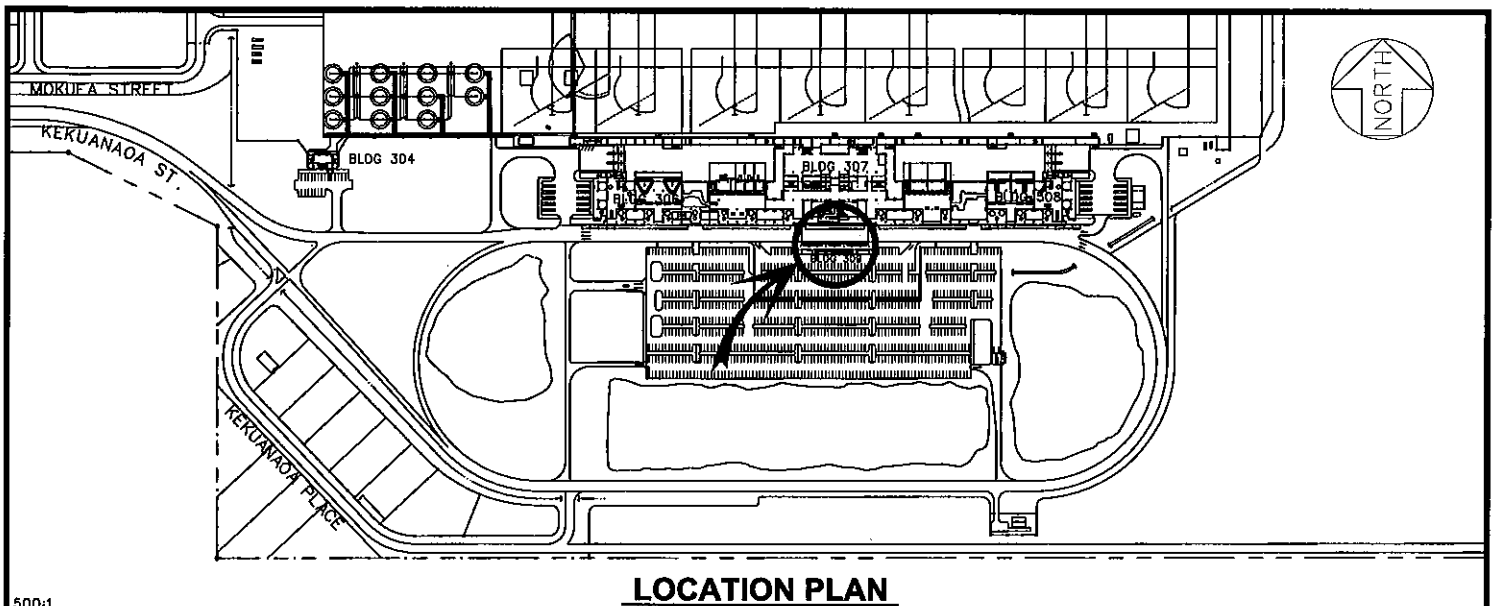 MOKUEA STREET
KEKUANAOA ST.
BLDG 304
BLDG 307
BLDG 306
BLDG 308
BLDG 309
NORTH
KEKUANAOA PLACE
LOCATION PLAN
500:1